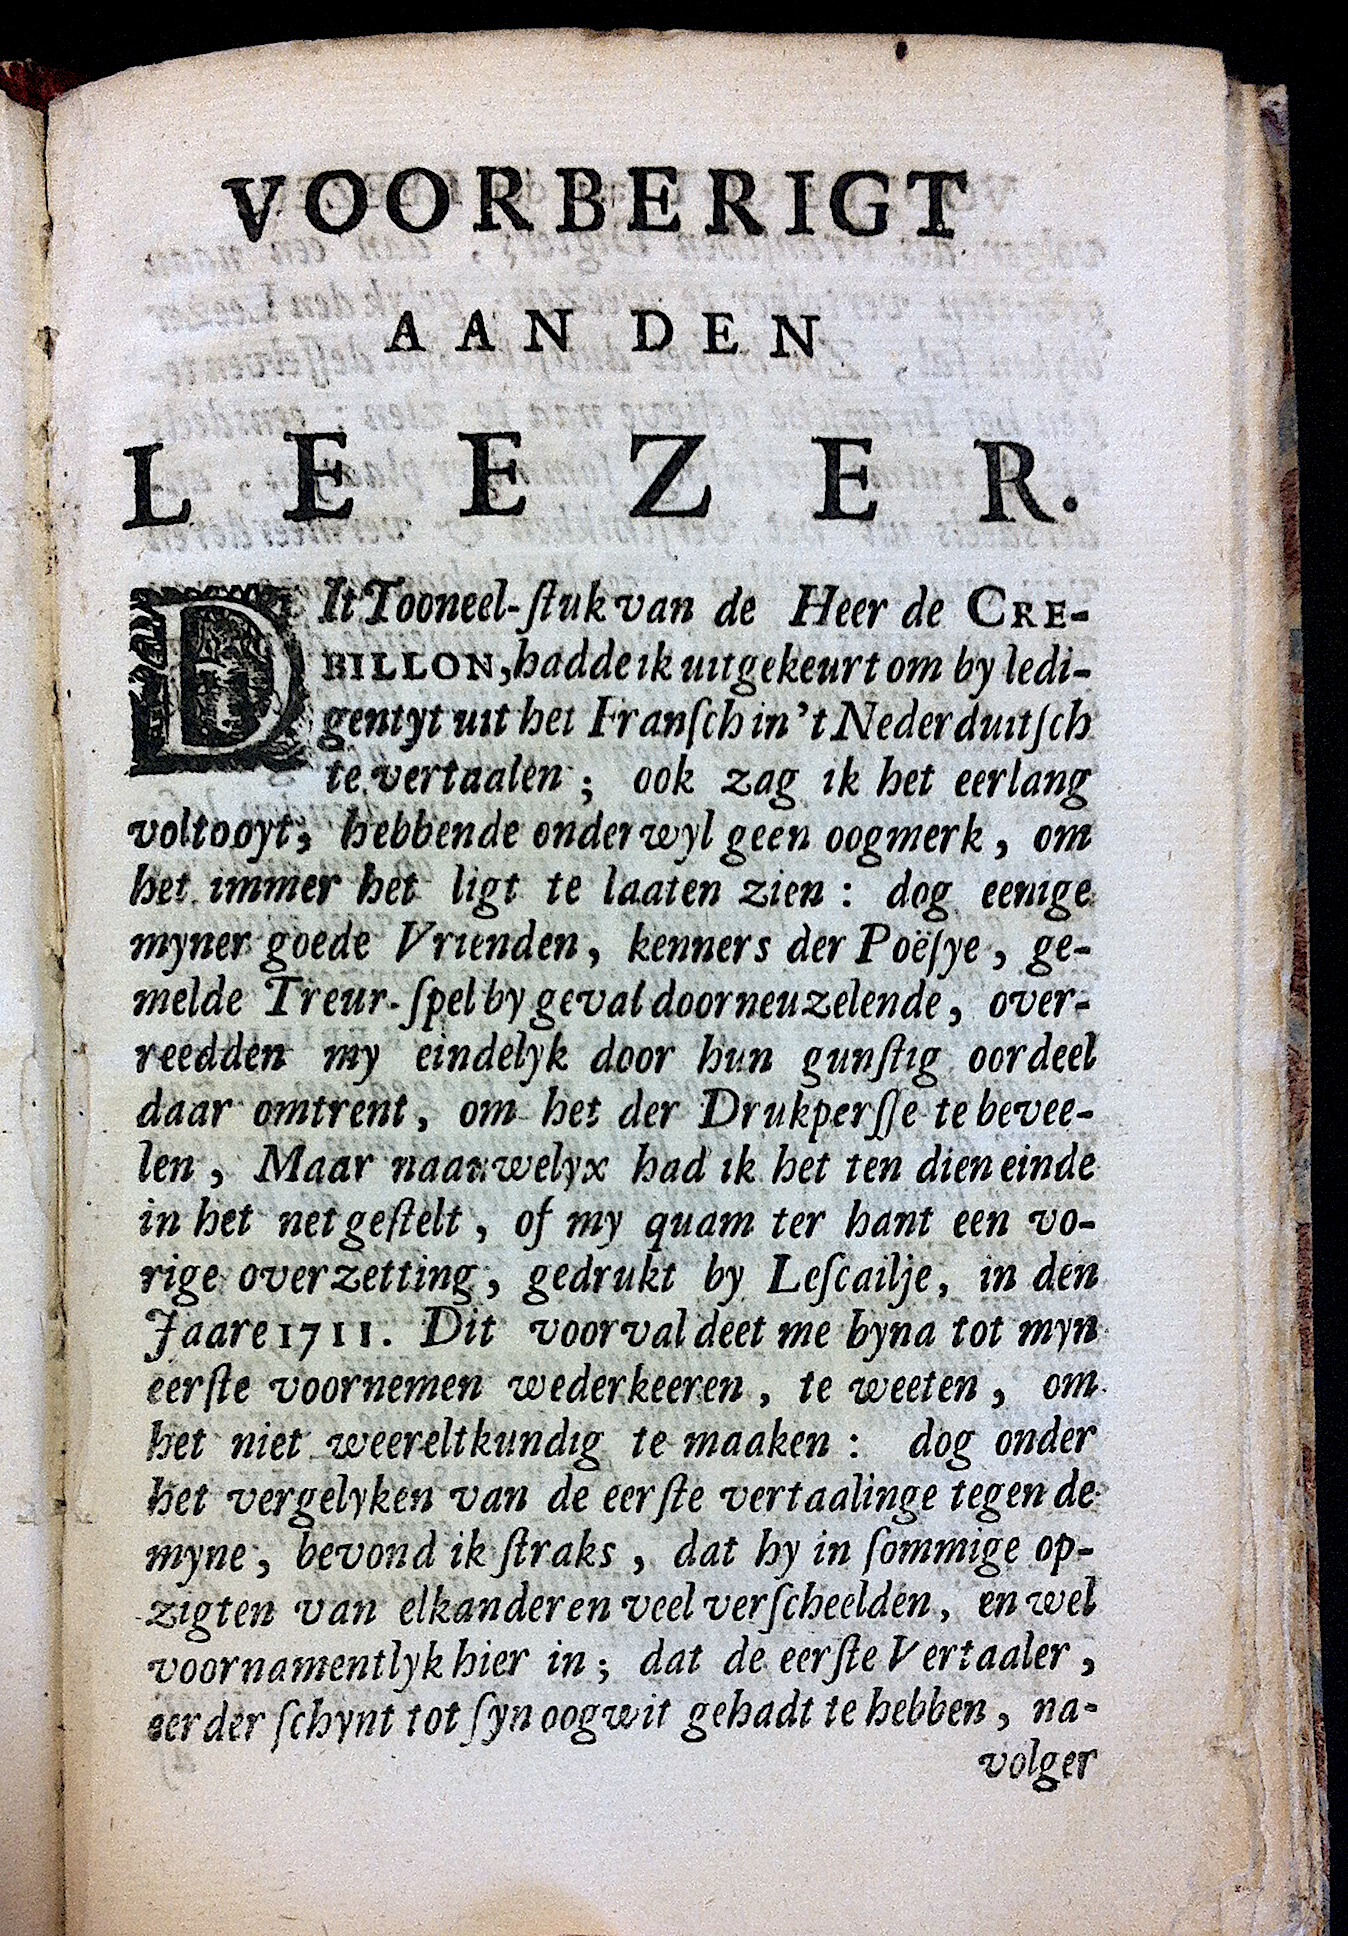 VOORBERIGT
AAN DEN
LEEZER.
DIt Tooneel-ſtuk van de Heer de CRE-
BILLON, hadde ik uitgekeurt om by ledi-
gentyt uit het Franſch in 't Nederduitſch
te vertaalen; ook zag ik het eerlang
voltooyt, hebbende onderwyl geen oogmerk, om
het immer het ligt te laaten zien: dog eenige
myner goede Vrienden, kenners der Poëſye, ge-
melde Treur-ſpel by geval doorneuzelende, over-
reedden my eindelyk door hun gunſtig oordeel
daar omtrent, om het der Drukperſſe te bevee-
len, Maar naauwelyx had ik het ten dien einde
in het net geſtelt, of my quam ter hant een vo-
rige overzetting, gedrukt by Leſcailje, in den
Jaare 1711. Dit voorval deet me byna tot myn
eerſte voornemen wederkeeren, te weeten, om
het niet weereltkundig te maaken: dog onder
het vergelyken van de eerſte vertaalinge tegen de
myne, bevond ik ſtraks, dat hy in ſommige op-
zigten van elkanderen veel verſcheelden, en wel
voornamentlyk hier in; dat de eerſte Vertaaler,
eerder ſchynt tot ſyn oogwit gehadt te hebben, na-
volger